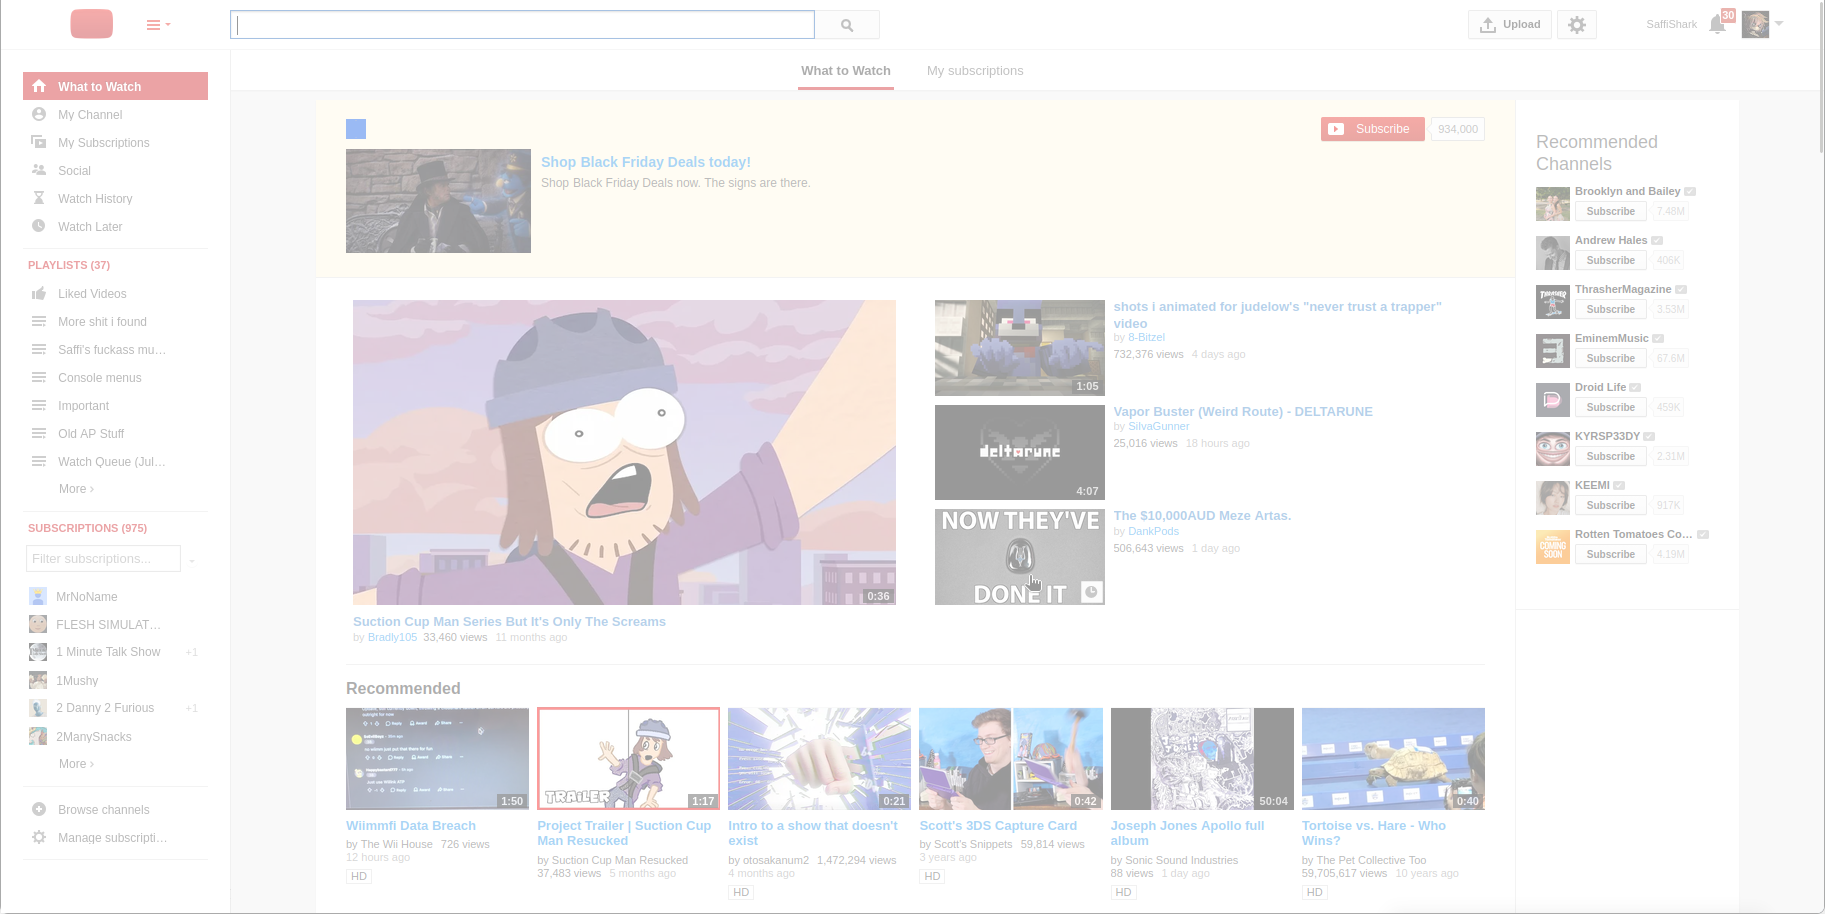 Upload
SaffiShark
30
What to Watch
My subscriptions
What to Watch
My Channel
My Subscriptions
Social
Watch History
Watch Later
PLAYLISTS (37)
Liked Videos
More shit i found
Saffi's fuckass mu...
Console menus
Important
Old AP Stuff
Watch Queue (Jul...
More ›
SUBSCRIPTIONS (975)
Filter subscriptions...
MrNoName
FLESH SIMULAT...
1 Minute Talk Show +1
1Mushy
2 Danny 2 Furious +1
2ManySnacks
More ›
Browse channels
Manage subscripti...
Subscribe 934,000
Shop Black Friday Deals today!
Shop Black Friday Deals now. The signs are there.
0:36
Suction Cup Man Series But It's Only The Screams
by Bradly105 33,460 views 11 months ago
1:05
shots i animated for judelow's "never trust a trapper"
video
by 8-Bitzel
732,376 views 4 days ago
deltarune
4:07
Vapor Buster (Weird Route) - DELTARUNE
by SilvaGunner
25,016 views 18 hours ago
NOW THEY'VE
DONE IT
The $10,000AUD Meze Artas.
by DankPods
506,643 views 1 day ago
Recommended
1:50
Wiimmfi Data Breach
by The Wii House 726 views
12 hours ago
HD
TRAILER
1:17
Project Trailer | Suction Cup
Man Resucked
by Suction Cup Man Resucked
37,483 views 5 months ago
0:21
Intro to a show that doesn't
exist
by otosakanum2 1,472,294 views
4 months ago
HD
0:42
Scott's 3DS Capture Card
by Scott's Snippets 59,814 views
3 years ago
HD
50:04
Joseph Jones Apollo full
album
by Sonic Sound Industries
88 views 1 day ago
HD
0:40
Tortoise vs. Hare - Who
Wins?
by The Pet Collective Too
59,705,617 views 10 years ago
HD
Recommended
Channels
Brooklyn and Bailey
Subscribe 7.48M
Andrew Hales
Subscribe 406K
THRASHER
ThrasherMagazine
Subscribe 3.53M
EminemMusic
Subscribe 67.6M
Droid Life
Subscribe 459K
KYRSP33DY
Subscribe 2.31M
KEEMI
Subscribe 917K
COMING
SOON
Rotten Tomatoes Co...
Subscribe 4.19M